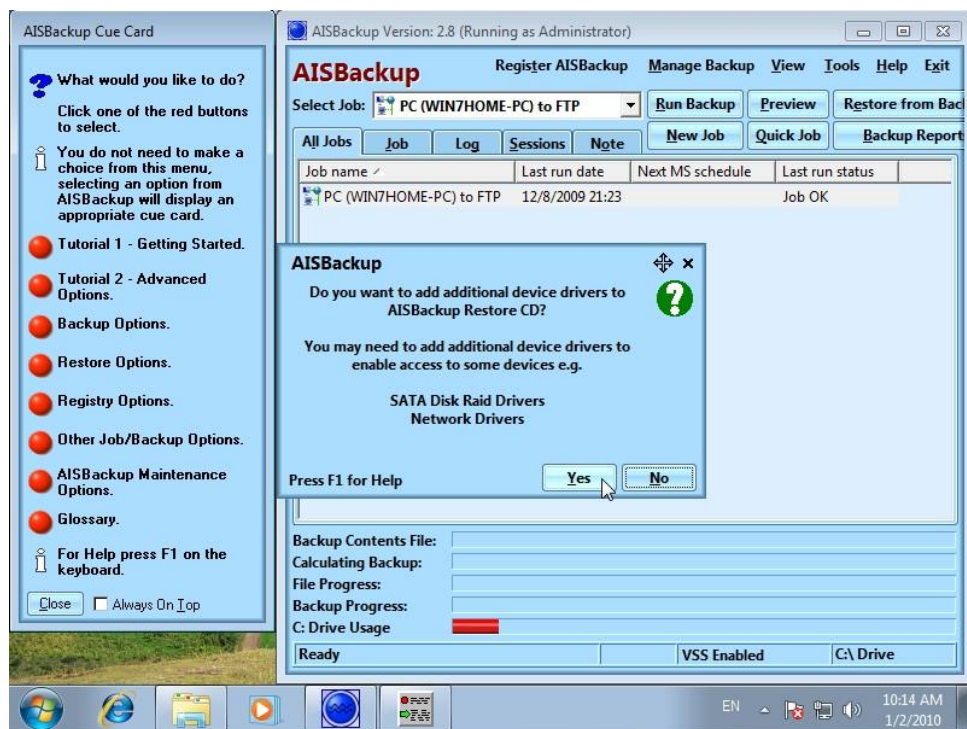 AISBackup Cue Card
What would you like to do?
Click one of the red buttons
to select.
You do not need to make a
choice from this menu,
selecting an option from
AISBackup will display an
appropriate cue card.
Tutorial 1 - Getting Started.
Tutorial 2 - Advanced
Options.
Backup Options.
Restore Options.
Registry Options.
Other Job/Backup Options.
AISBackup Maintenance
Options.
Glossary.
For Help press F1 on the
keyboard.
Close
Always On Top
AISBackup Version: 2.8 (Running as Administrator)
AISBackup
Register AISBackup Manage Backup View Tools Help Exit
Select Job: PC (WIN7HOME-PC) to FTP Run Backup Preview Restore from Bac
All Jobs Job Log Sessions Note New Job Quick Job Backup Report
Job name Last run date Next MS schedule Last run status
PC (WIN7HOME-PC) to FTP 12/8/2009 21:23 Job OK
AISBackup
Do you want to add additional device drivers to
AISBackup Restore CD?
You may need to add additional device drivers to
enable access to some devices e.g.
SATA Disk Raid Drivers
Network Drivers
Press F1 for Help Yes No
Backup Contents File:
Calculating Backup:
File Progress:
Backup Progress:
C: Drive Usage
Ready VSS Enabled C:\ Drive
EN 10:14 AM
1/2/2010